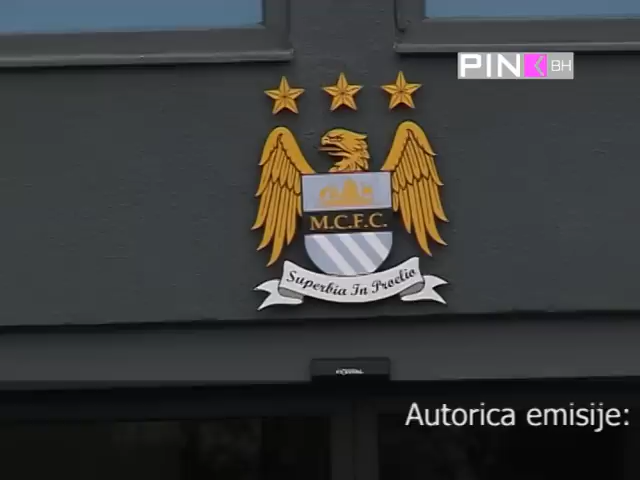 PINK BH
M.C.F.C.
Superbia In Proelio
Autorica emisije: